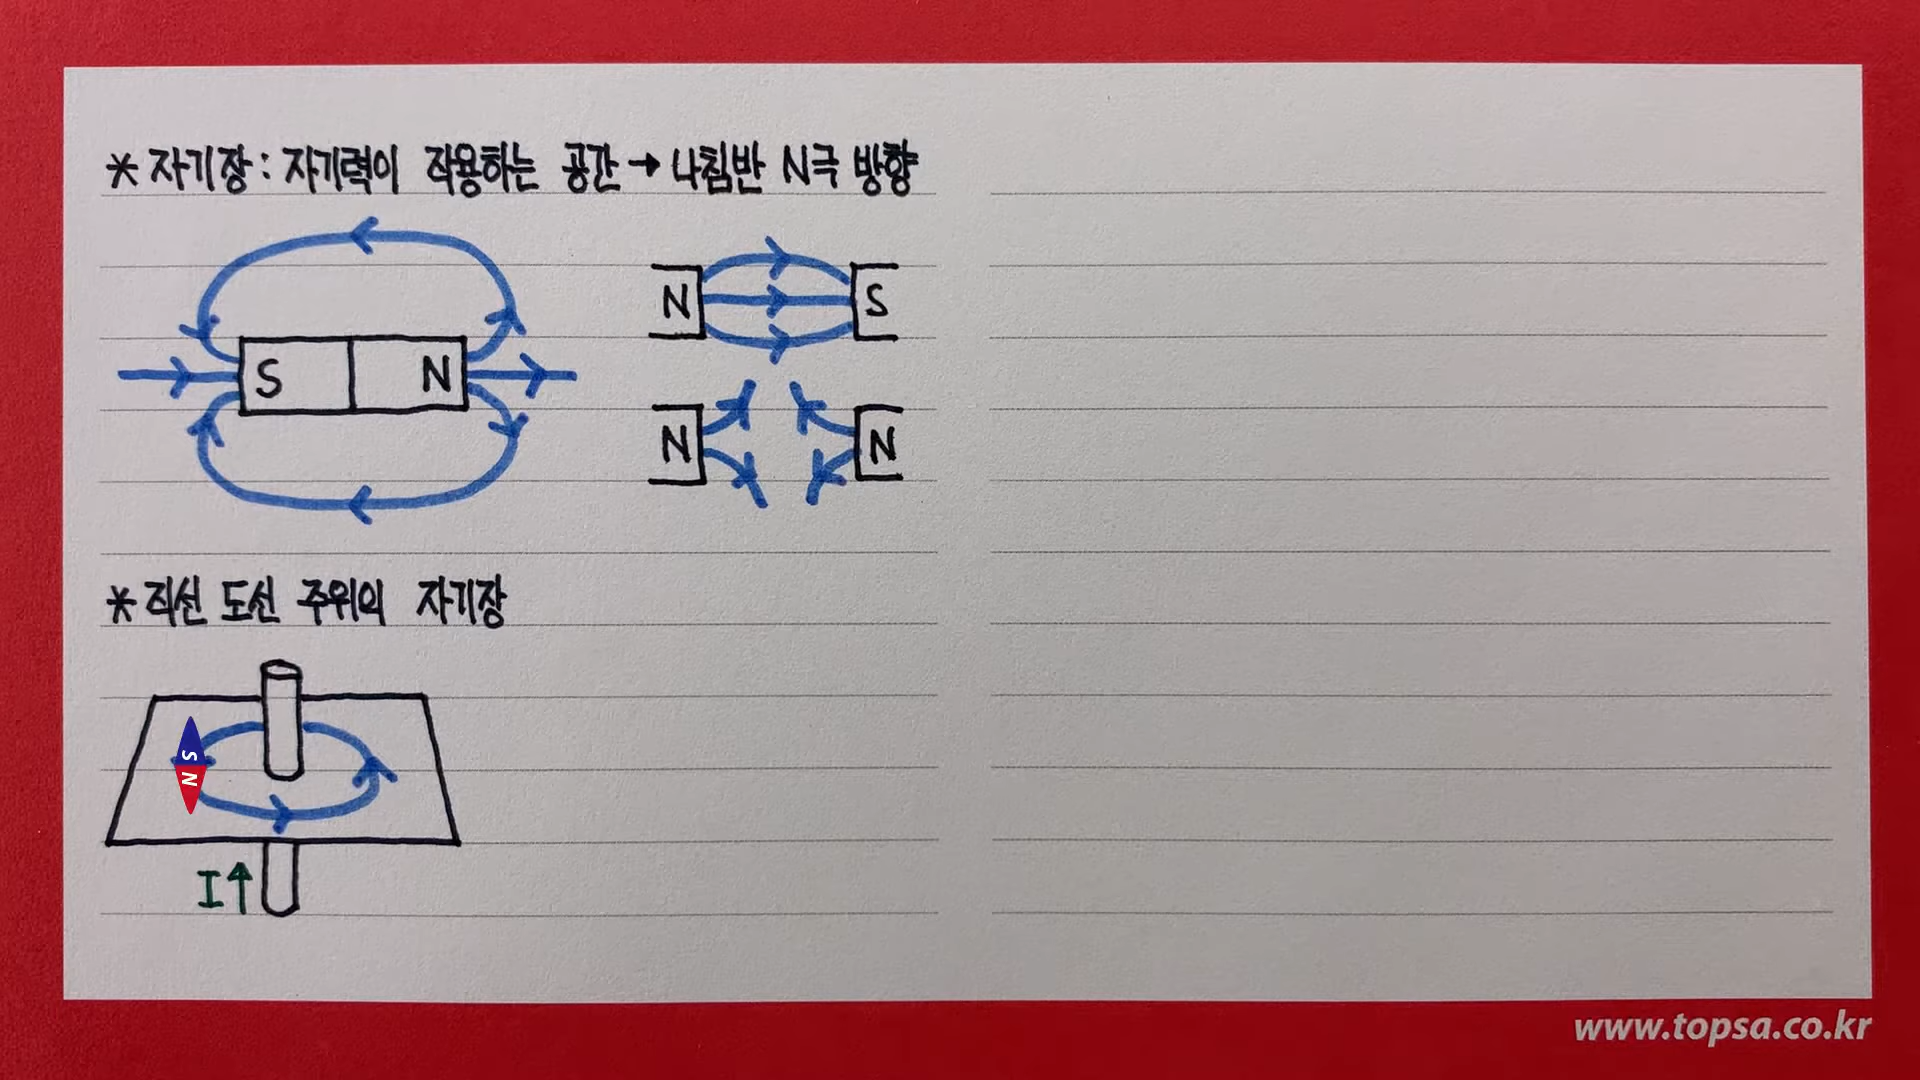 * 자기장 : 자기력이 작용하는 공간 → 나침반 N극 방향
S N
N S
N N
* 직선 도선 주위의 자기장
S
N
I↑
www.topsa.co.kr